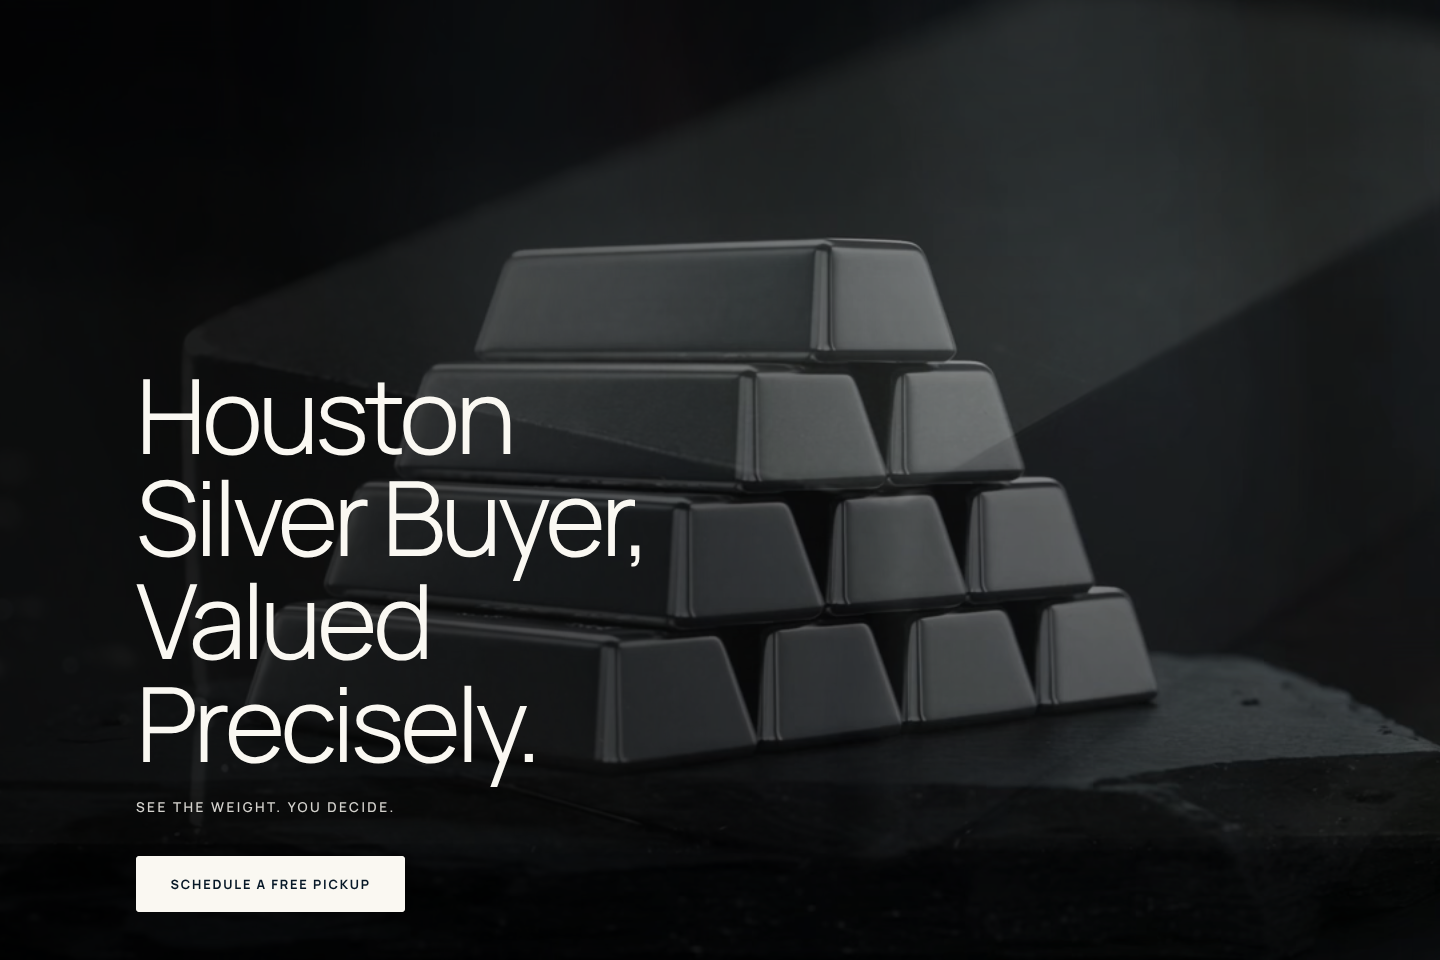 Houston
Silver Buyer,
Valued
Precisely.
SEE THE WEIGHT. YOU DECIDE.
SCHEDULE A FREE PICKUP